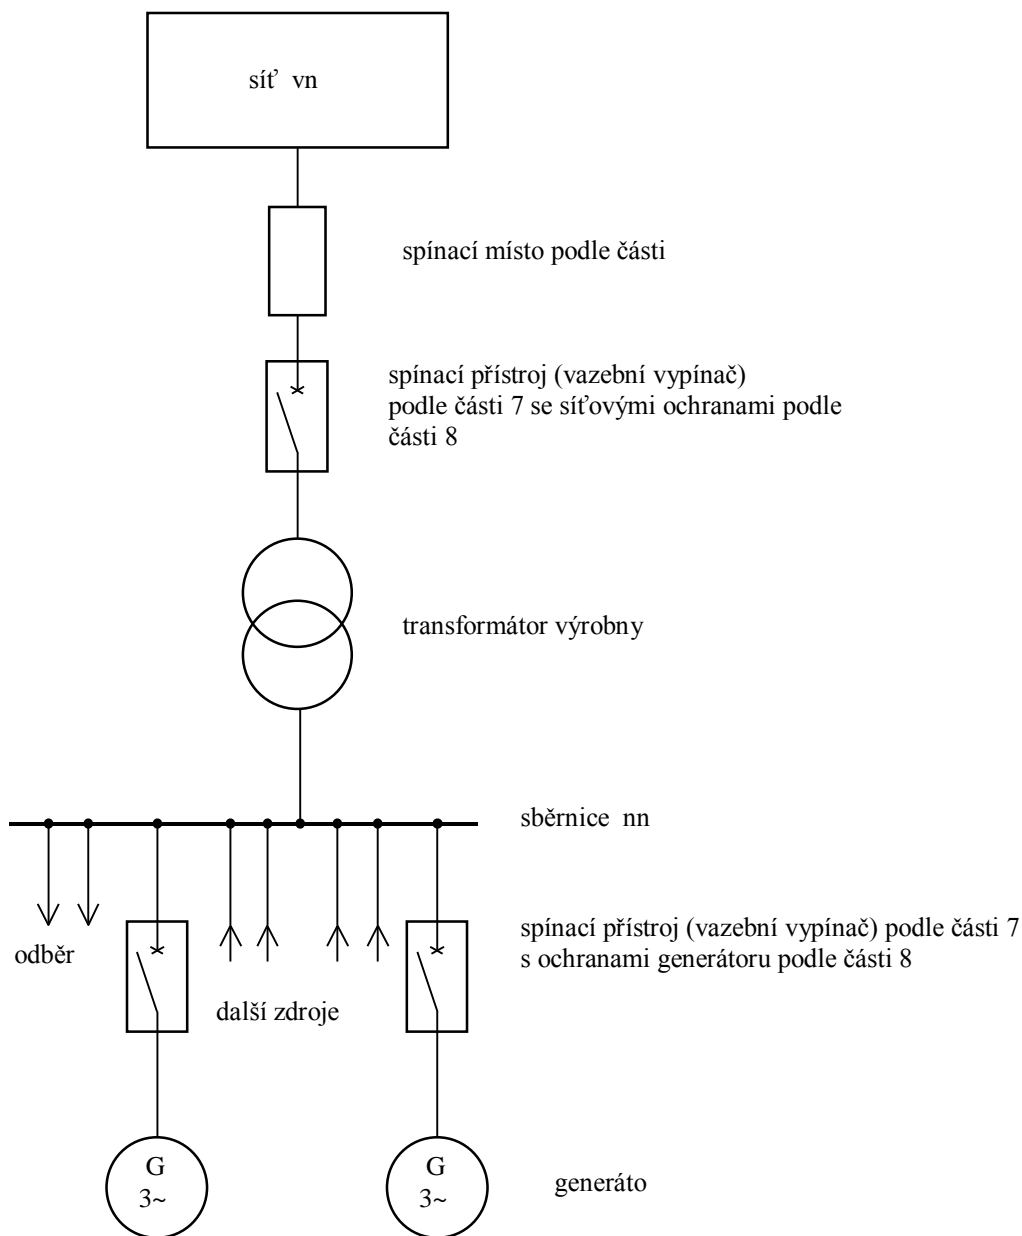 síť vn
spínací místo podle části
spínací přístroj (vazební vypínač)
podle části 7 se síťovými ochranami podle
části 8
transformátor výrobny
sběrnice nn
odběr
další zdroje
spínací přístroj (vazební vypínač) podle části 7
s ochranami generátoru podle části 8
G
3~
G
3~
generáto